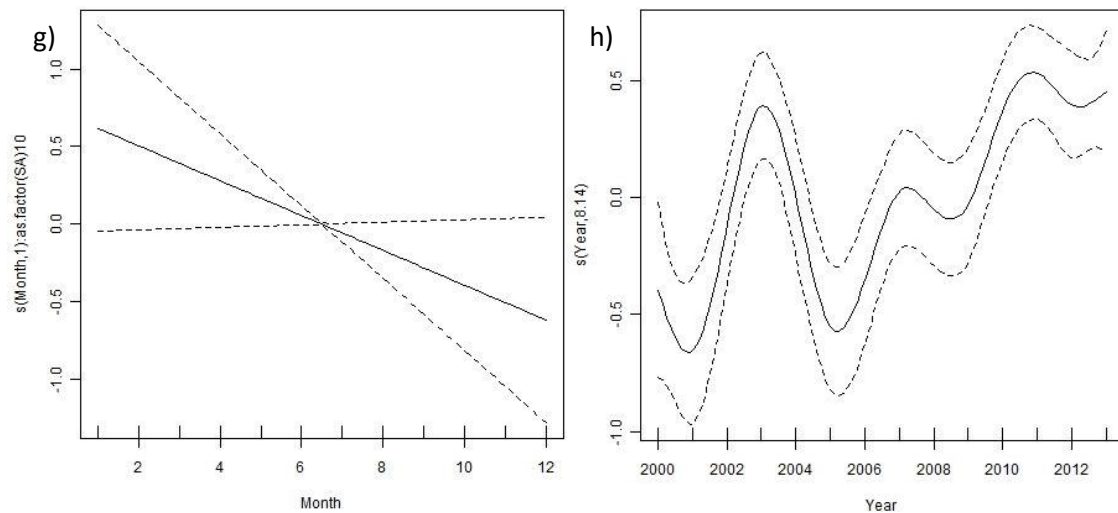 g)
s(Month,1):as.factor(SA)10
1.0
0.5
0.0
-0.5
-1.0
2 4 6 8 10 12
Month
h)
s(Year,8.14)
0.5
0.0
-0.5
-1.0
2000 2002 2004 2006 2008 2010 2012
Year